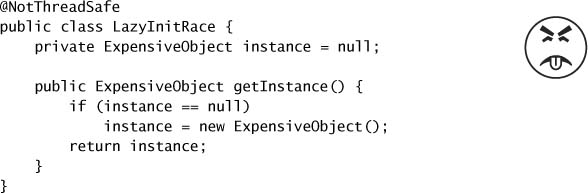 @NotThreadSafe
public class LazyInitRace {
    private ExpensiveObject instance = null;

    public ExpensiveObject getInstance() {
        if (instance == null)
            instance = new ExpensiveObject();
        return instance;
    }
}